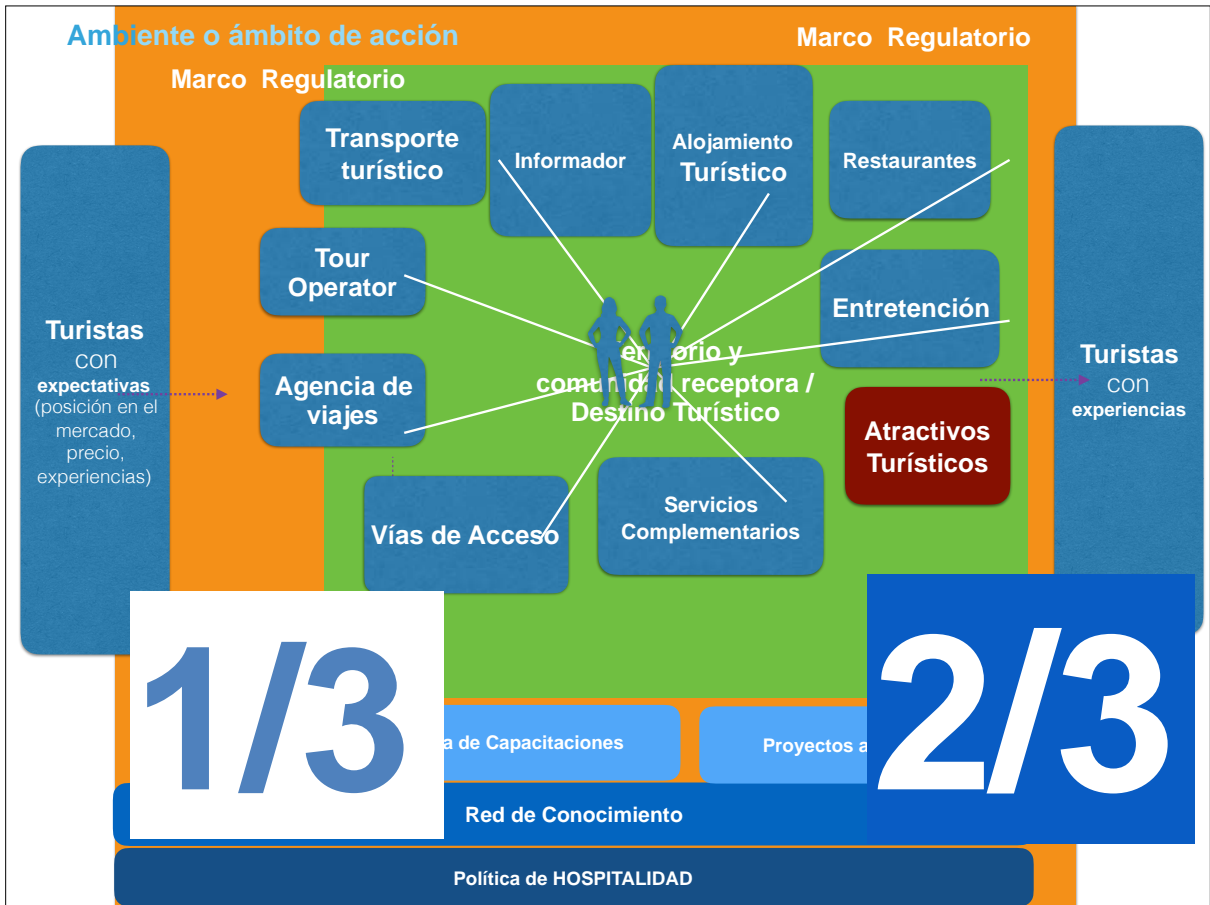 Ambiente o ámbito de acción
Marco Regulatorio
Marco Regulatorio
Transporte
turístico
Informador
Alojamiento
Turístico
Restaurantes
Tour
Operator
Entretención
Turistas
con
expectativas
(posición en el
mercado,
precio,
experiencias)
Agencia de
viajes
y
comunidad receptora /
Destino Turístico
Turistas
con
experiencias
Atractivos
Turísticos
Vías de Acceso
Servicios
Complementarios
1/3
2/3
de Capacitaciones
Proyectos
Red de Conocimiento
Política de HOSPITALIDAD